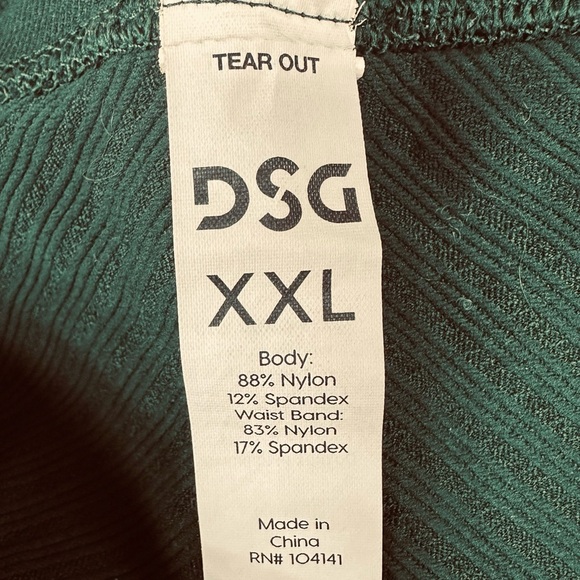 TEAR OUT
DSG
XXL
Body:
88% Nylon
12% Spandex
Waist Band:
83% Nylon
17% Spandex
Made in
China
RN# 104141